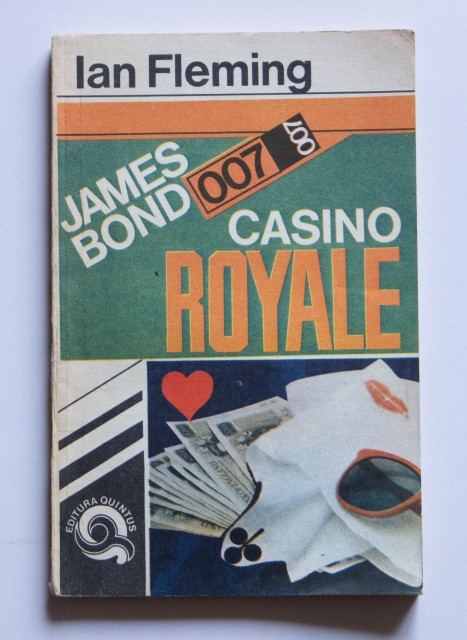 Ian Fleming
JAMES
BOND
007
007
CASINO
ROYALE
EDITURA QUINTUS